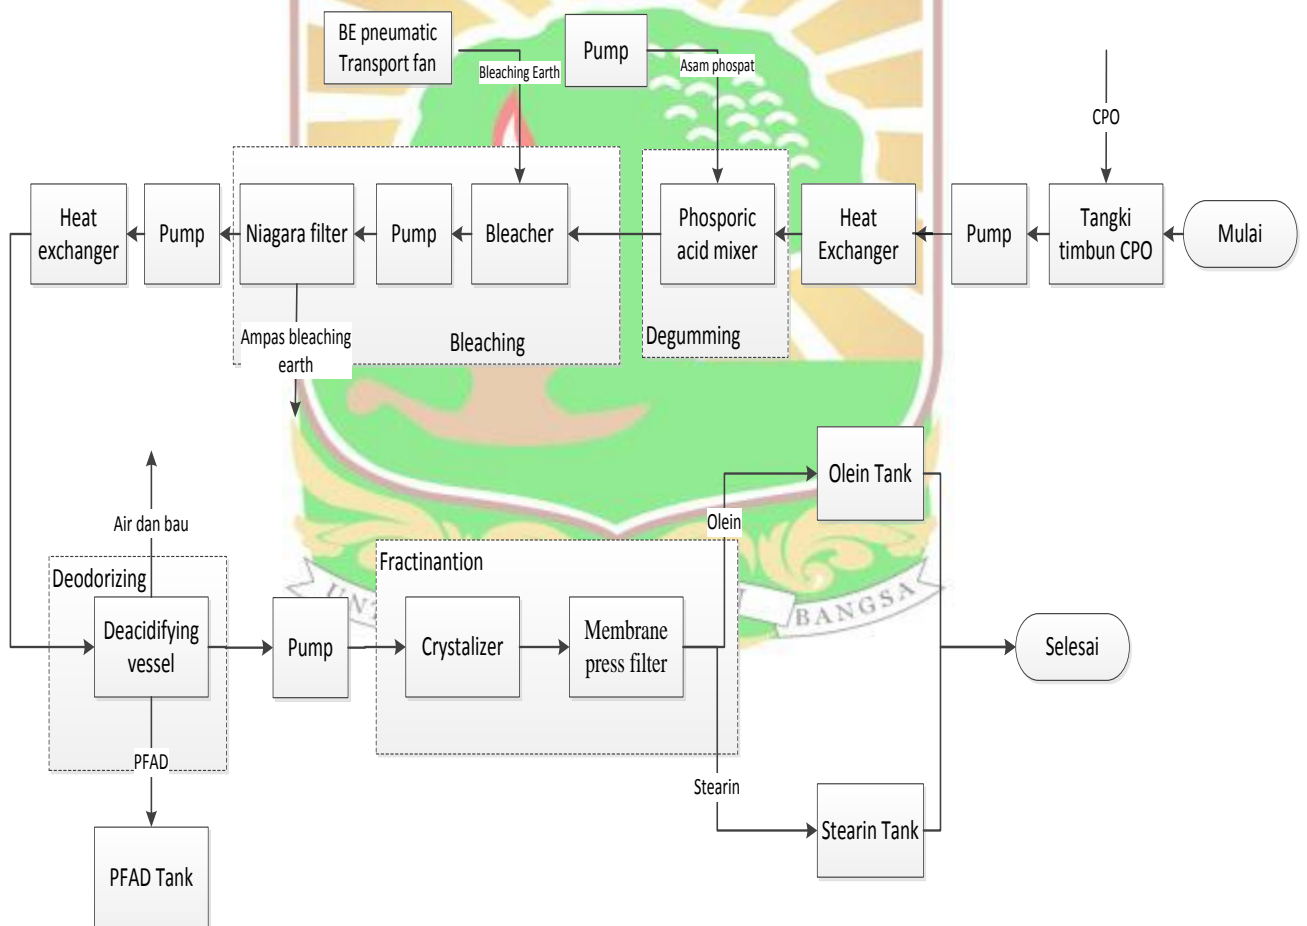 BE pneumatic
Transport fan
Pump
Bleaching Earth
Asam phospat
CPO
Heat
exchanger
Pump
Niagara filter
Pump
Bleacher
Phosporic
acid mixer
Heat
Exchanger
Pump
Tangki
timbun CPO
Mulai
Ampas bleaching
earth
Bleaching
Degumming
Olein Tank
Air dan bau
Olein
Deodorizing
Fractinantion
BANGSA
Deacidifying
vessel
Pump
Crystalizer
Membrane
press filter
Selesai
PFAD
Stearin
Stearin Tank
PFAD Tank